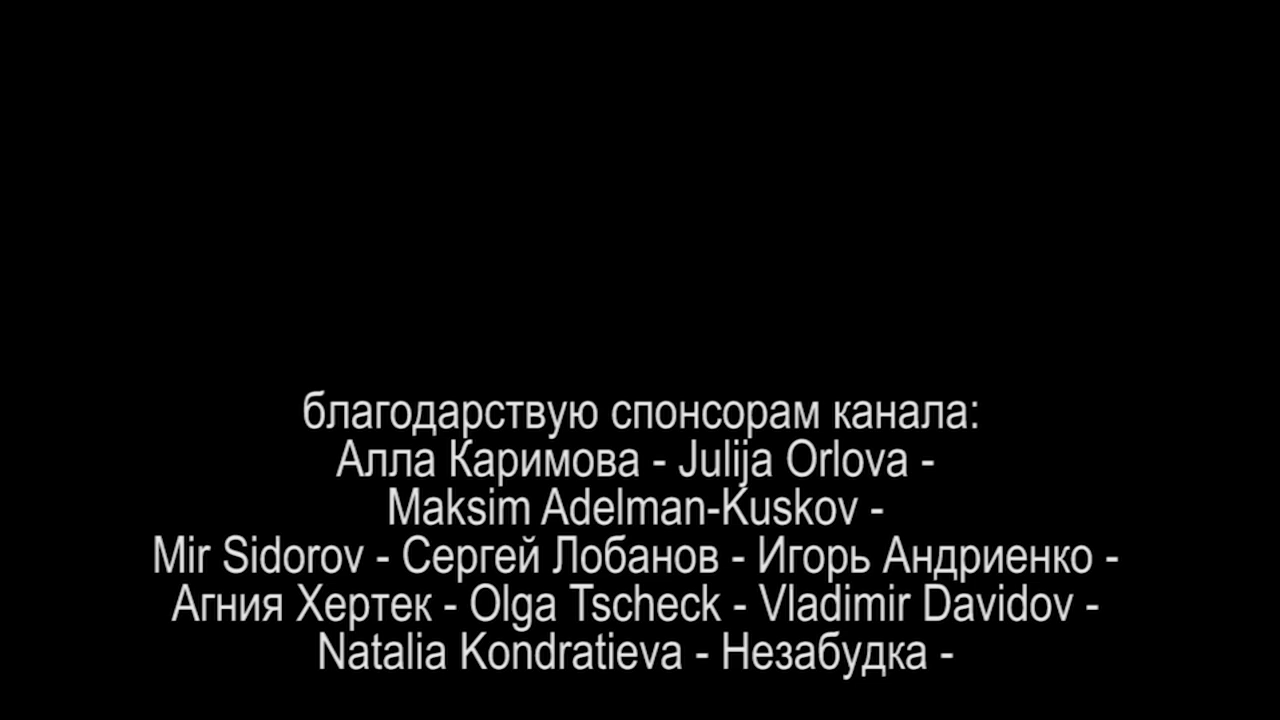 благодарствую спонсорам канала:
Алла Каримова - Julija Orlova -
Maksim Adelman-Kuskov -
Mir Sidorov - Сергей Лобанов - Игорь Андриенко -
Агния Хертек - Olga Tscheck - Vladimir Davidov -
Natalia Kondratieva - Незабудка -